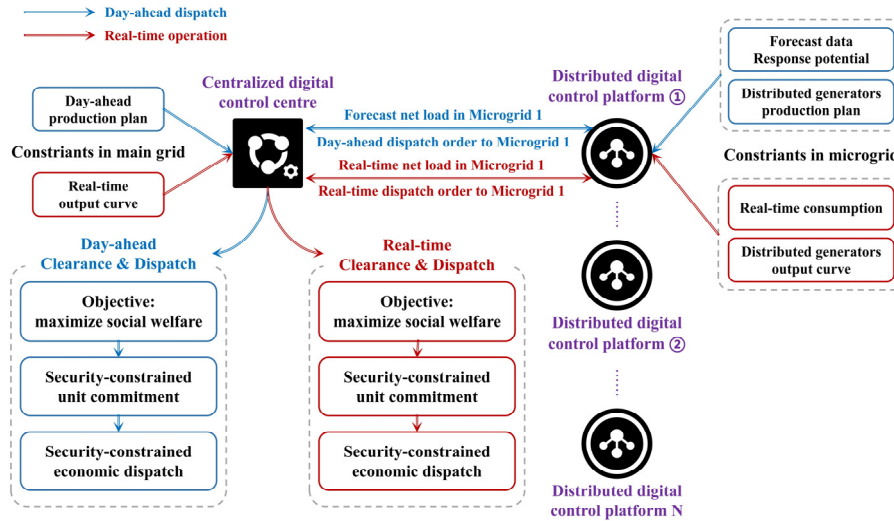 Day-ahead dispatch
Real-time operation
Centralized digital
control centre
Distributed digital
control platform ①
Forecast data
Response potential
Distributed generators
production plan
Day-ahead
production plan
Constriants in main grid
Real-time
output curve
Forecast net load in Microgrid 1
Day-ahead dispatch order to Microgrid 1
Real-time net load in Microgrid 1
Real-time dispatch order to Microgrid 1
Constriants in microgrid
Real-time consumption
Distributed generators
output curve
Day-ahead
Clearance & Dispatch
Objective:
maximize social welfare
Security-constrained
unit commitment
Security-constrained
economic dispatch
Real-time
Clearance & Dispatch
Objective:
maximize social welfare
Security-constrained
unit commitment
Security-constrained
economic dispatch
Distributed digital
control platform ②
Distributed digital
control platform N